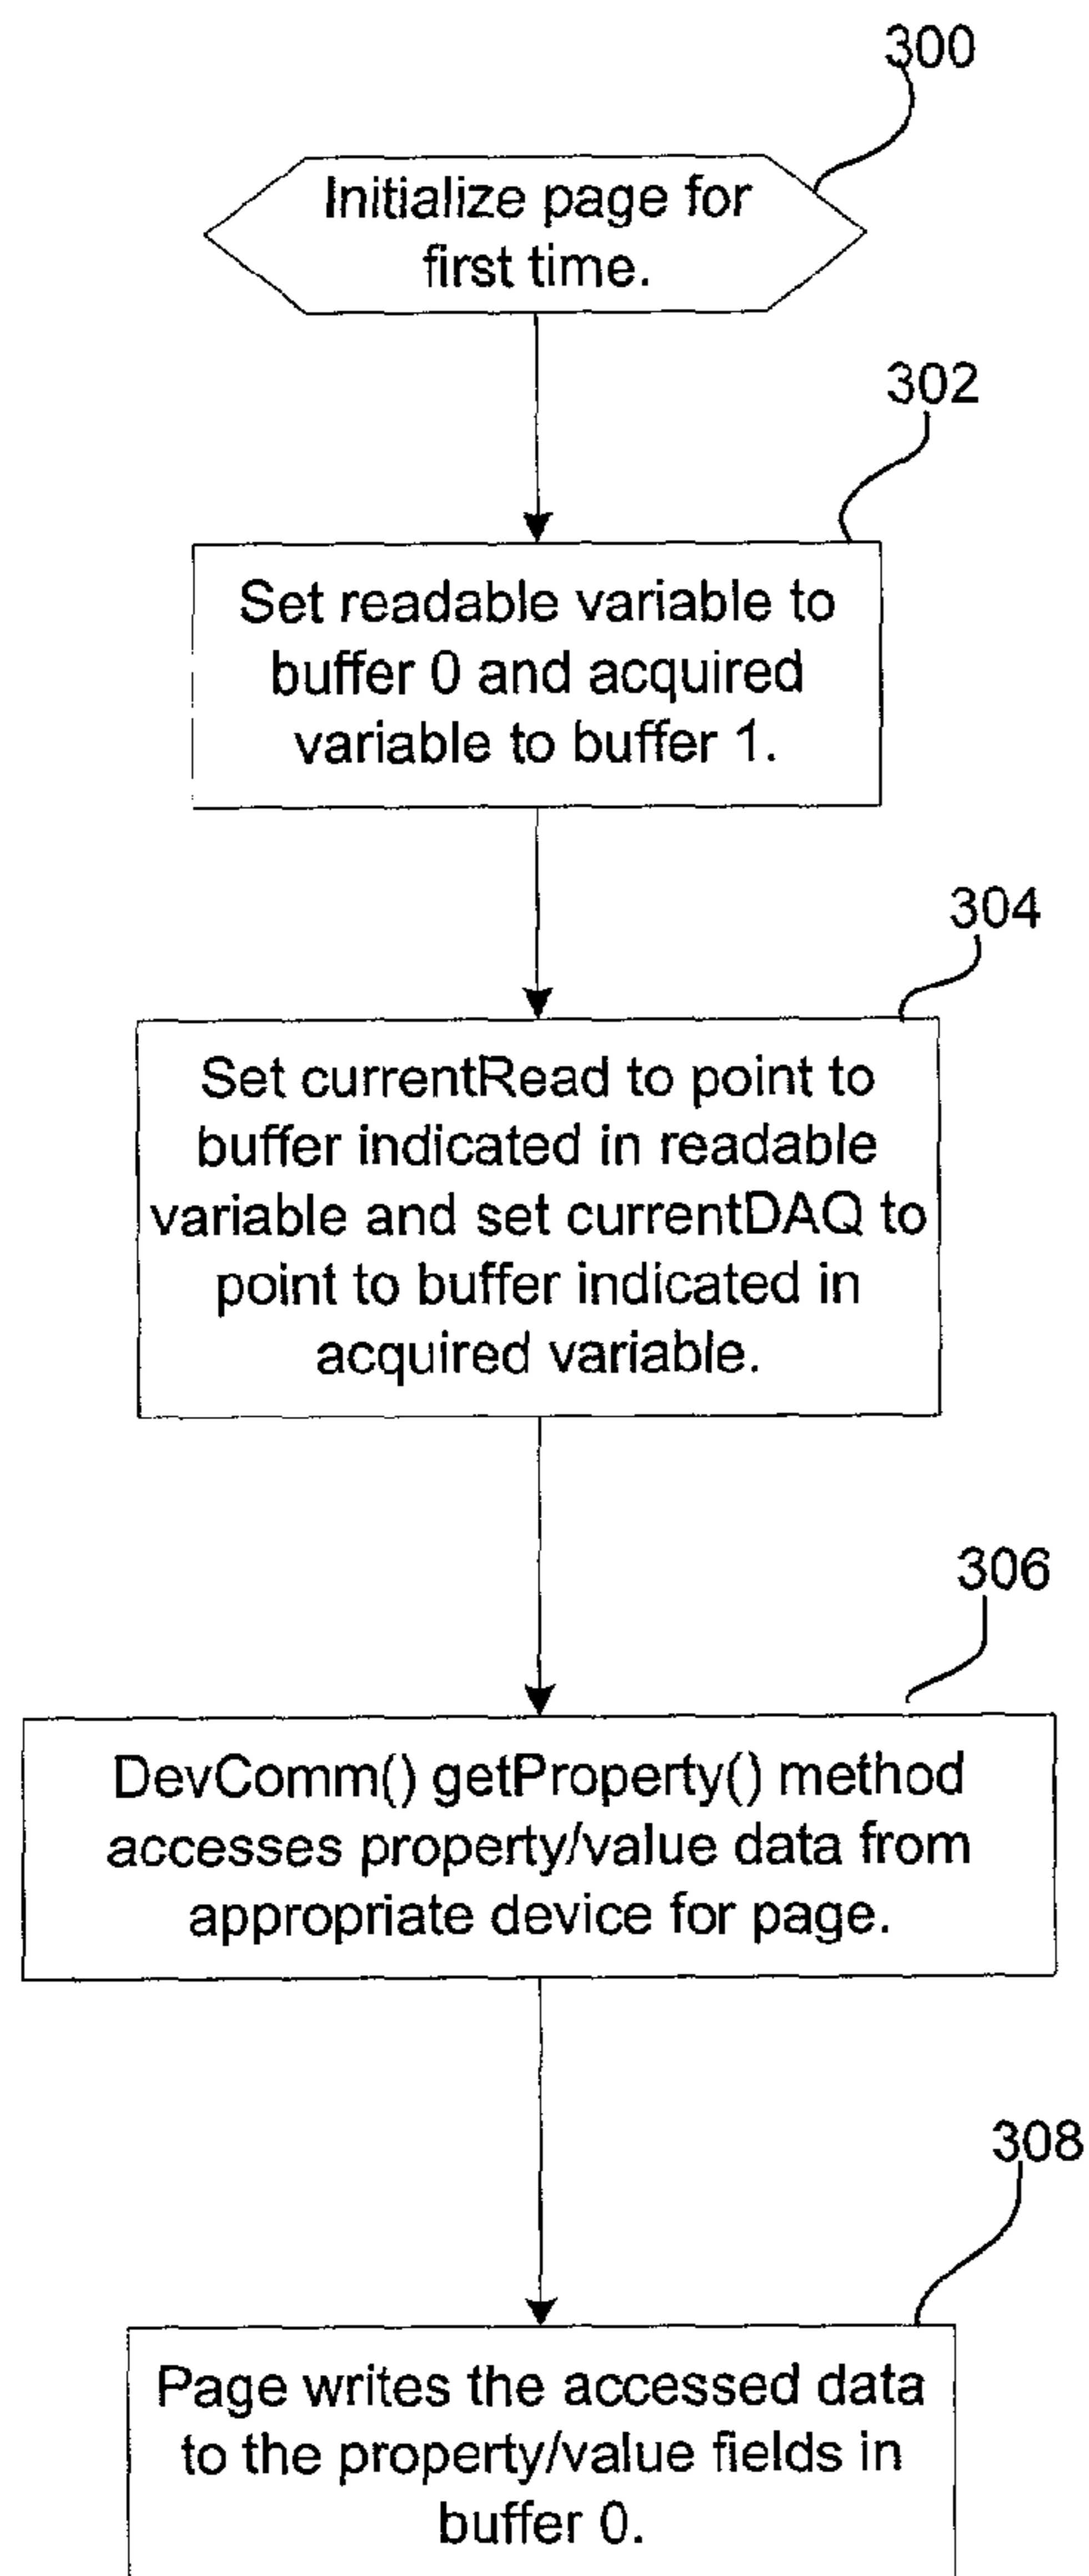 300
Initialize page for
first time.
302
Set readable variable to
buffer 0 and acquired
variable to buffer 1.
304
Set currentRead to point to
buffer indicated in readable
variable and set currentDAQ to
point to buffer indicated in
acquired variable.
306
DevComm() getProperty() method
accesses property/value data from
appropriate device for page.
308
Page writes the accessed data
to the property/value fields in
buffer 0.